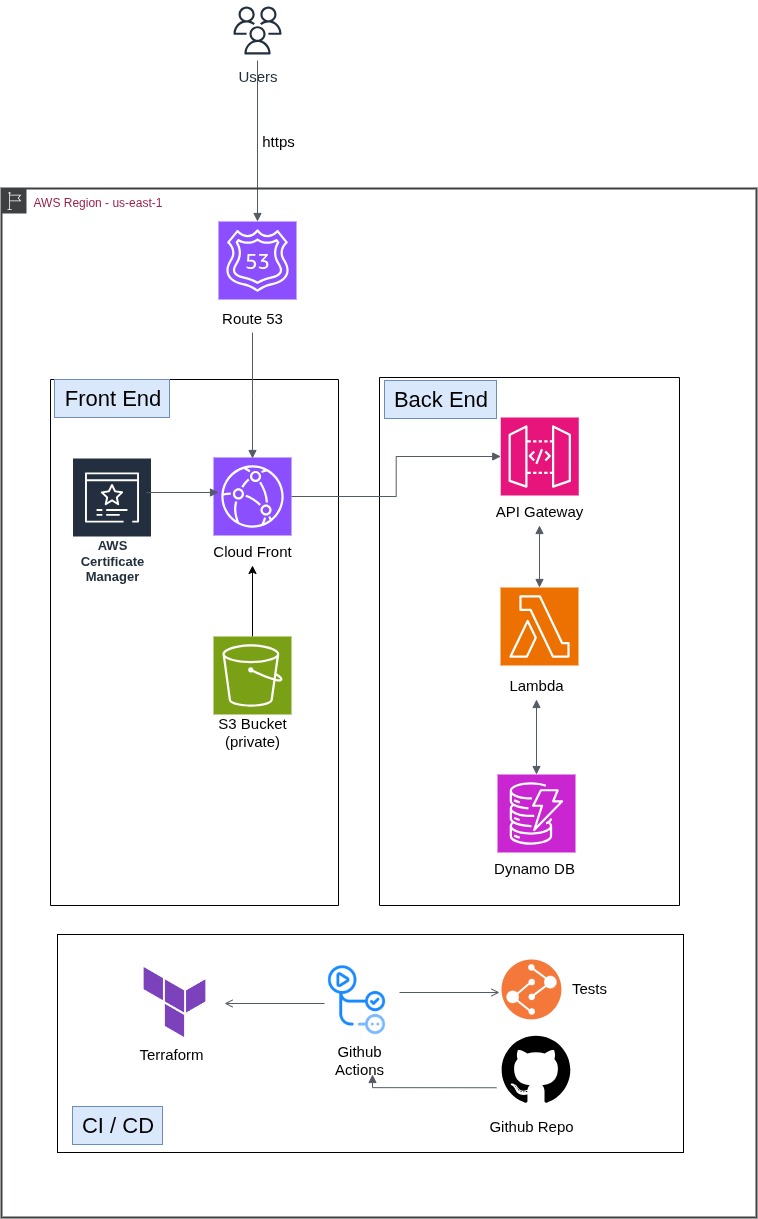 Users
https
AWS Region - us-east-1
53
Route 53
Front End
Back End
AWS
Certificate
Manager
Cloud Front
</>
API Gateway
S3 Bucket
(private)
Lambda
Dynamo DB
Terraform
Github
Actions
Tests
Github Repo
CI / CD